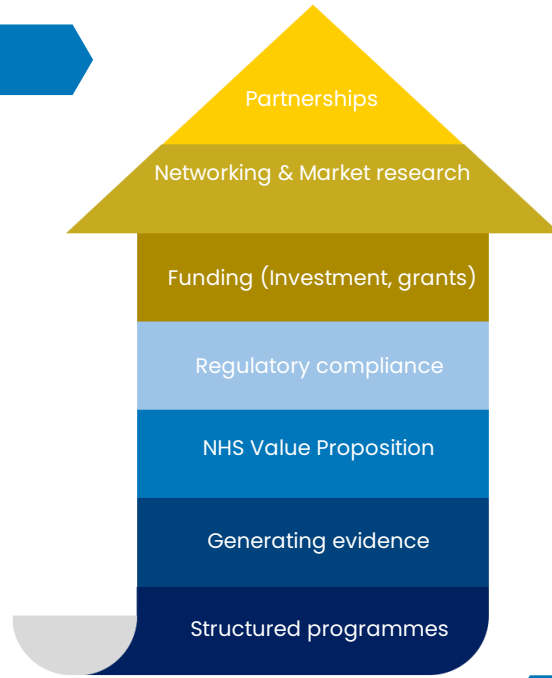 Partnerships
Networking & Market research
Funding (Investment, grants)
Regulatory compliance
NHS Value Proposition
Generating evidence
Structured programmes